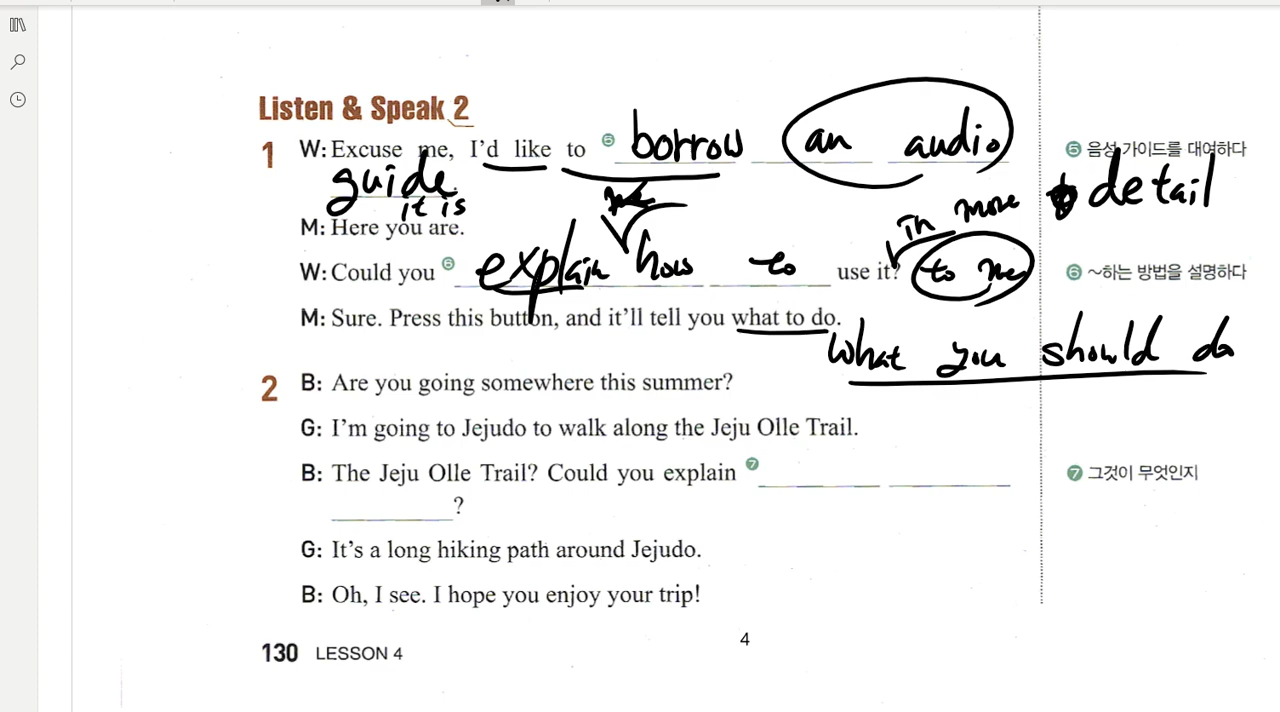 Listen & Speak 2
1 W: Excuse me, I'd like to ⑤ borrow an audio ⑤ 음성 가이드를 대여하다
guide. detail
it is in more
M: Here you are.
W: Could you ⑥ explain how to use it? to me ⑥ ~하는 방법을 설명하다
M: Sure. Press this button, and it'll tell you what to do.
what you should do
2 B: Are you going somewhere this summer?
G: I'm going to Jejudo to walk along the Jeju Olle Trail.
B: The Jeju Olle Trail? Could you explain ⑦ ⑦ 그것이 무엇인지
?
G: It's a long hiking path around Jejudo.
B: Oh, I see. I hope you enjoy your trip!
4
130 LESSON 4